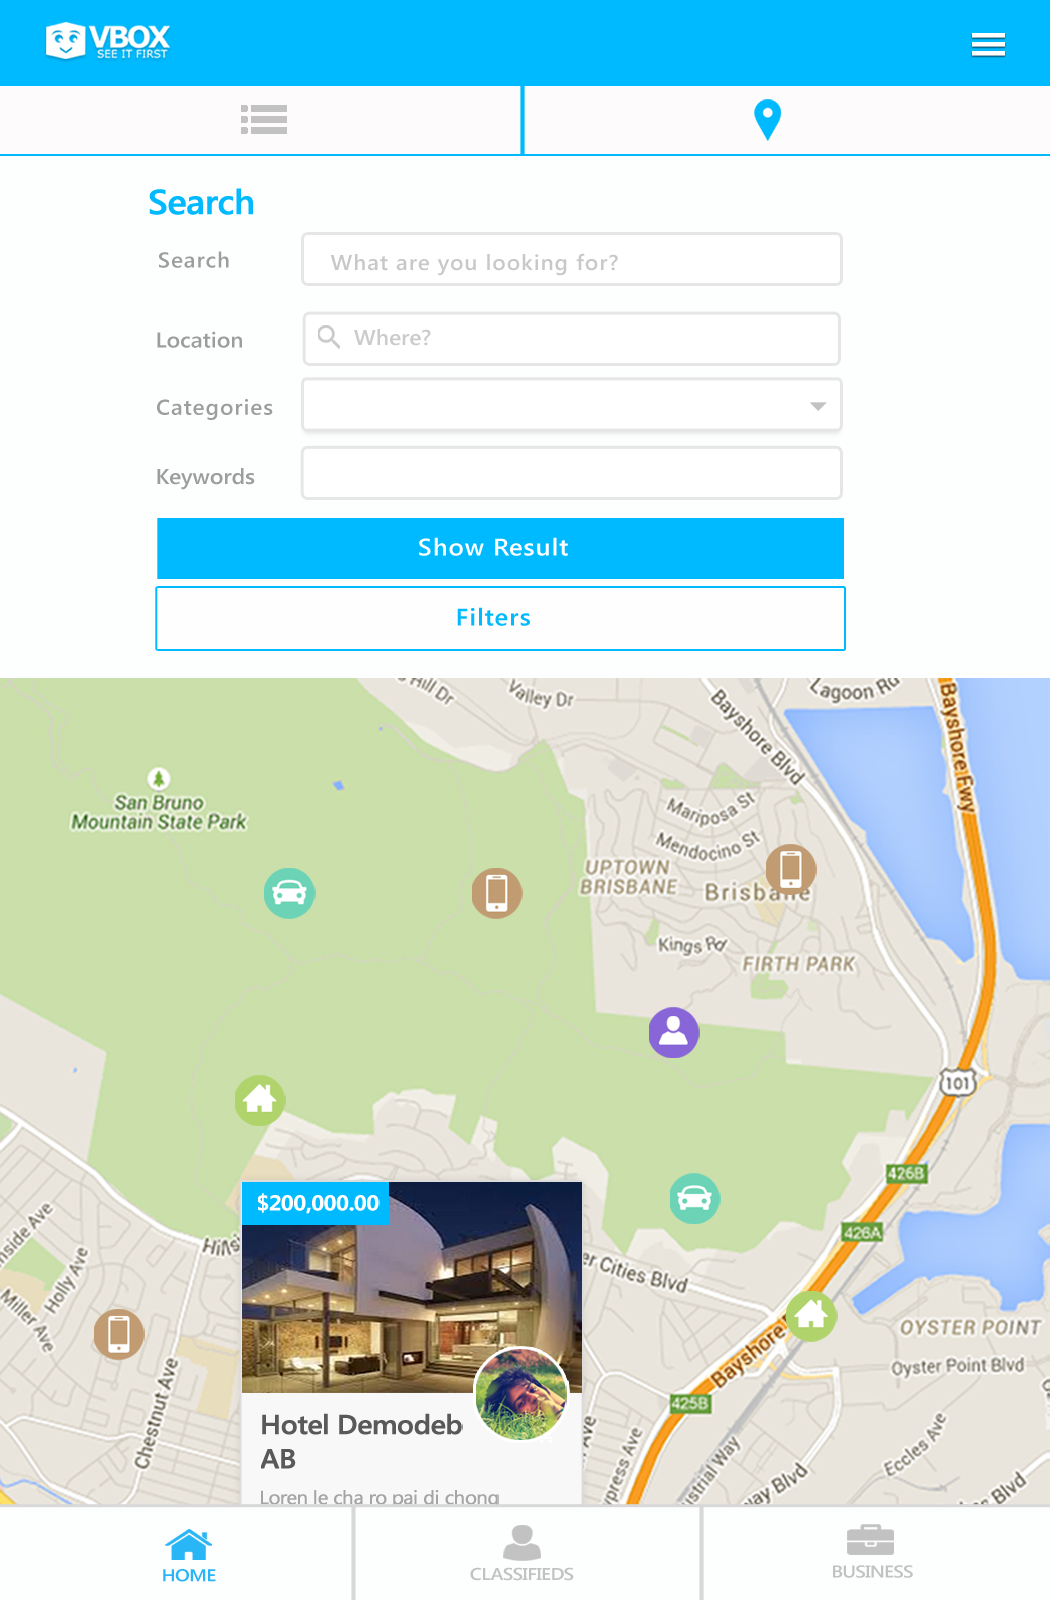 VBOX
SEE IT FIRST
Search
Search
What are you looking for?
Location
Where?
Categories
Keywords
Show Result
Filters
Hill Dr
Valley Dr
Lagoon Rd
Bayshore Blvd
Bayshore Fwy
San Bruno
Mountain State Park
Mariposa St
Mendocino St
UPTOWN
BRISBANE
Brisbane
Kings Rd
FIRTH PARK
101
426B
426A
Holly Ave
Miller Ave
er Cities Blvd
$200,000.00
Bayshore
OYSTER POINT
Oyster Point Blvd
425B
Chestnut Ave
Eccles Ave
Hotel Demodeb
AB
Loren le cha ro pai di chong
HOME
CLASSIFIEDS
BUSINESS